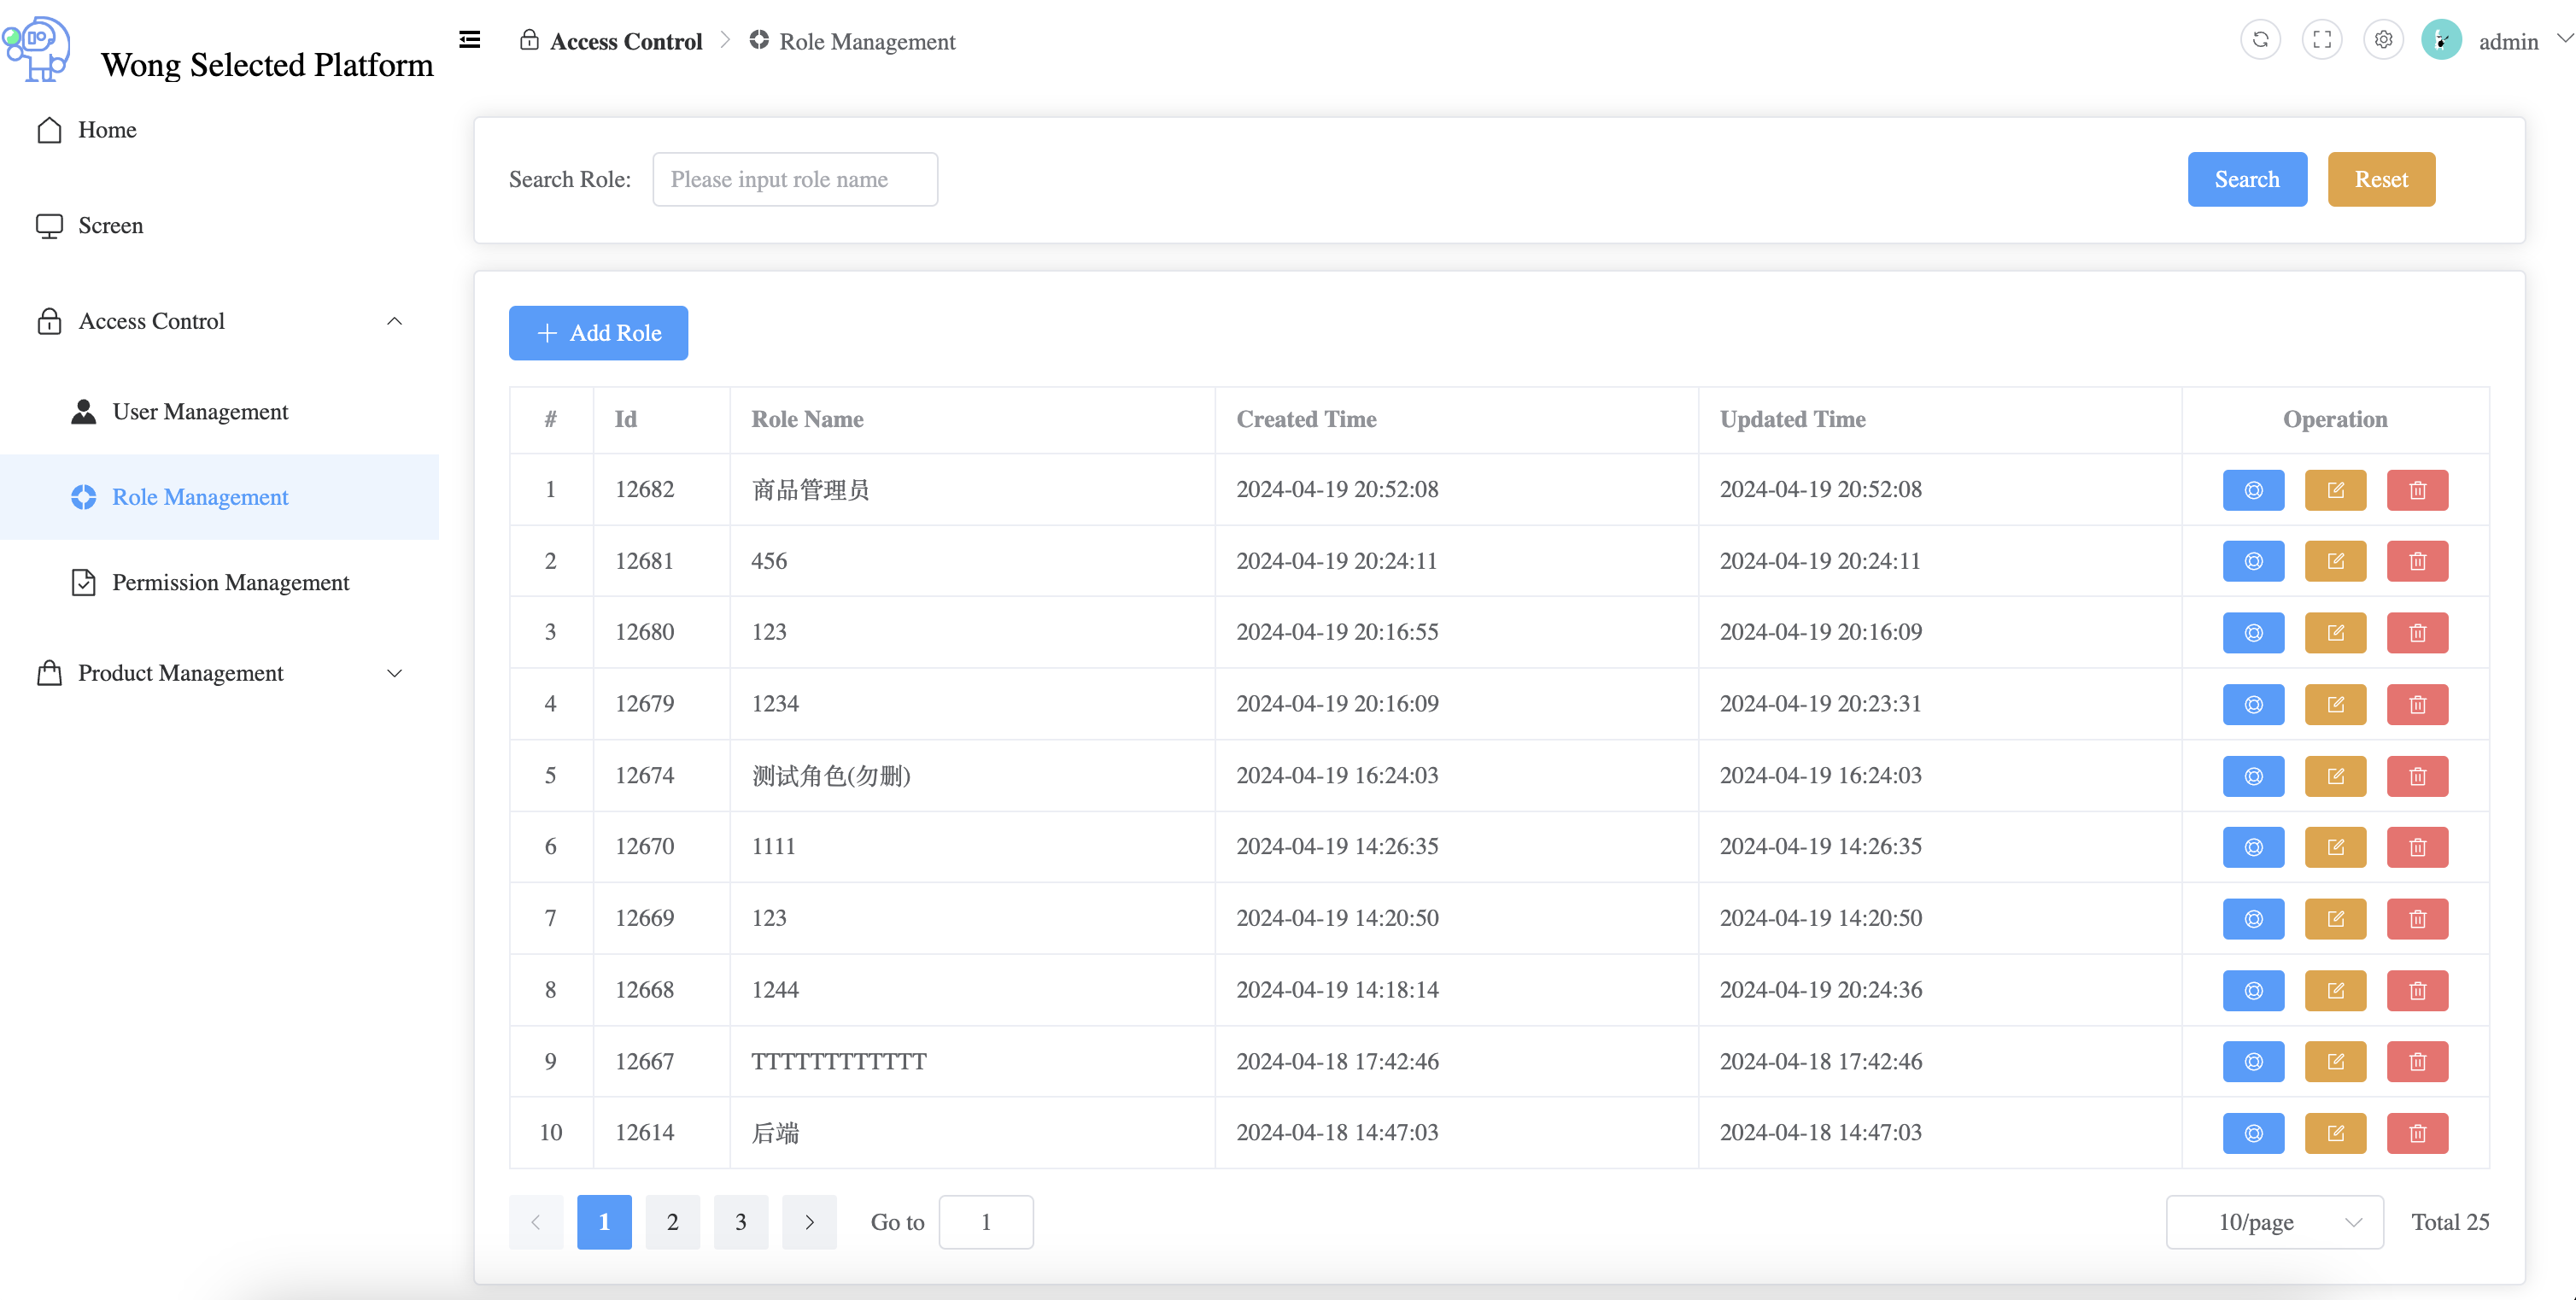 Wong Selected Platform
Access Control
Role Management
admin
Home
Screen
Access Control
User Management
Role Management
Permission Management
Product Management
Search Role: Please input role name Search Reset
Add Role
# Id Role Name Created Time Updated Time Operation
1 12682 商品管理员 2024-04-19 20:52:08 2024-04-19 20:52:08
2 12681 456 2024-04-19 20:24:11 2024-04-19 20:24:11
3 12680 123 2024-04-19 20:16:55 2024-04-19 20:16:09
4 12679 1234 2024-04-19 20:16:09 2024-04-19 20:23:31
5 12674 测试角色(勿删) 2024-04-19 16:24:03 2024-04-19 16:24:03
6 12670 1111 2024-04-19 14:26:35 2024-04-19 14:26:35
7 12669 123 2024-04-19 14:20:50 2024-04-19 14:20:50
8 12668 1244 2024-04-19 14:18:14 2024-04-19 20:24:36
9 12667 TTTTTTTTTTTT 2024-04-18 17:42:46 2024-04-18 17:42:46
10 12614 后端 2024-04-18 14:47:03 2024-04-18 14:47:03
1 2 3 Go to 1 10/page Total 25